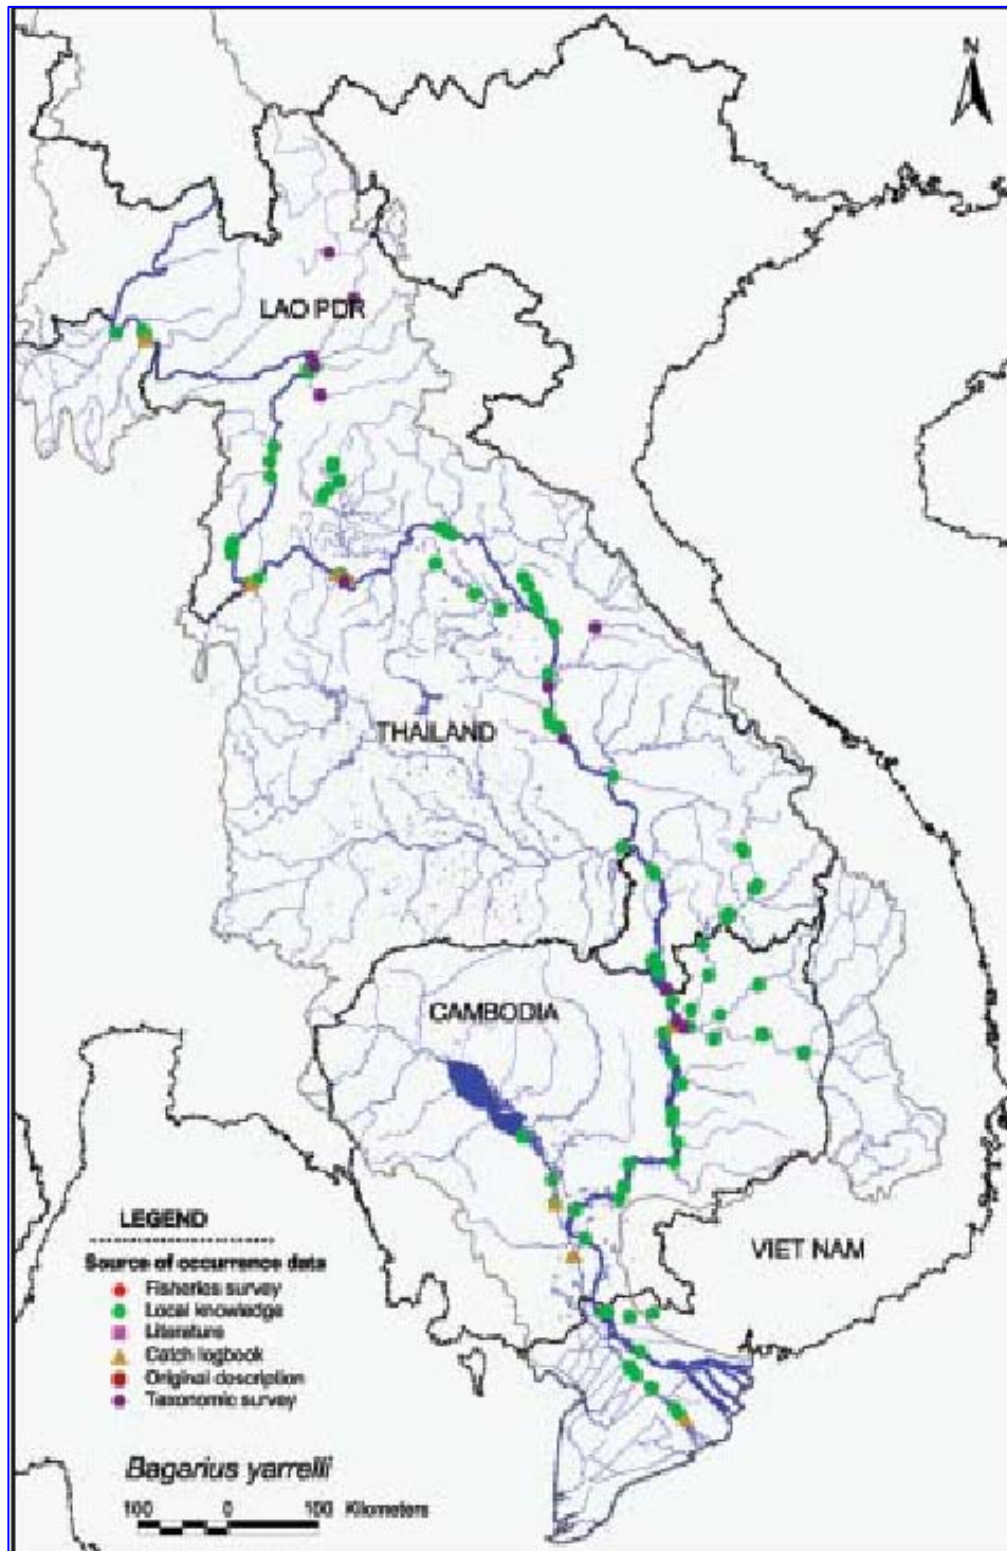 N
LAO PDR
THAILAND
CAMBODIA
VIET NAM
LEGEND
Source of occurrence data
Fisheries survey
Local knowledge
Literature
Catch logbook
Original description
Taxonomic survey
Bagarius yarrelli
100 0 100 Kilometers